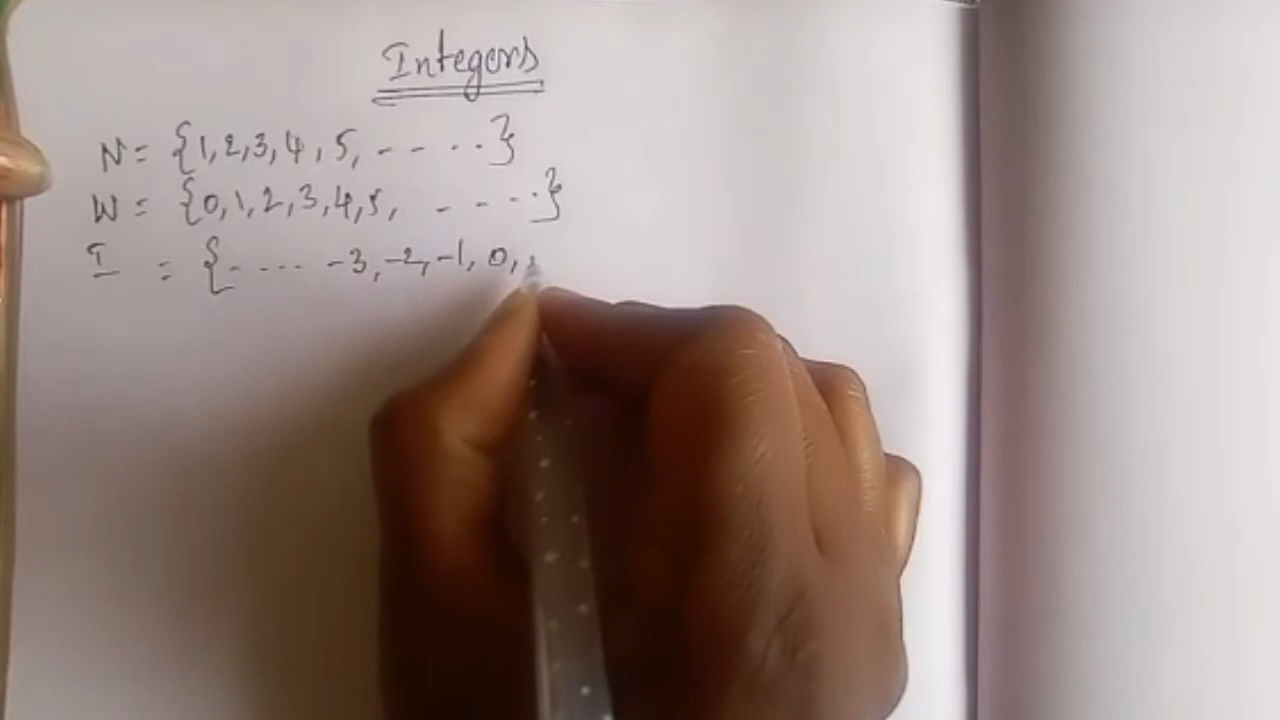 Integers
N = {1, 2, 3, 4, 5, - - - . . }
W = {0, 1, 2, 3, 4, 5, - - - . . }
I = { . . . . . -3, -2, -1, 0,